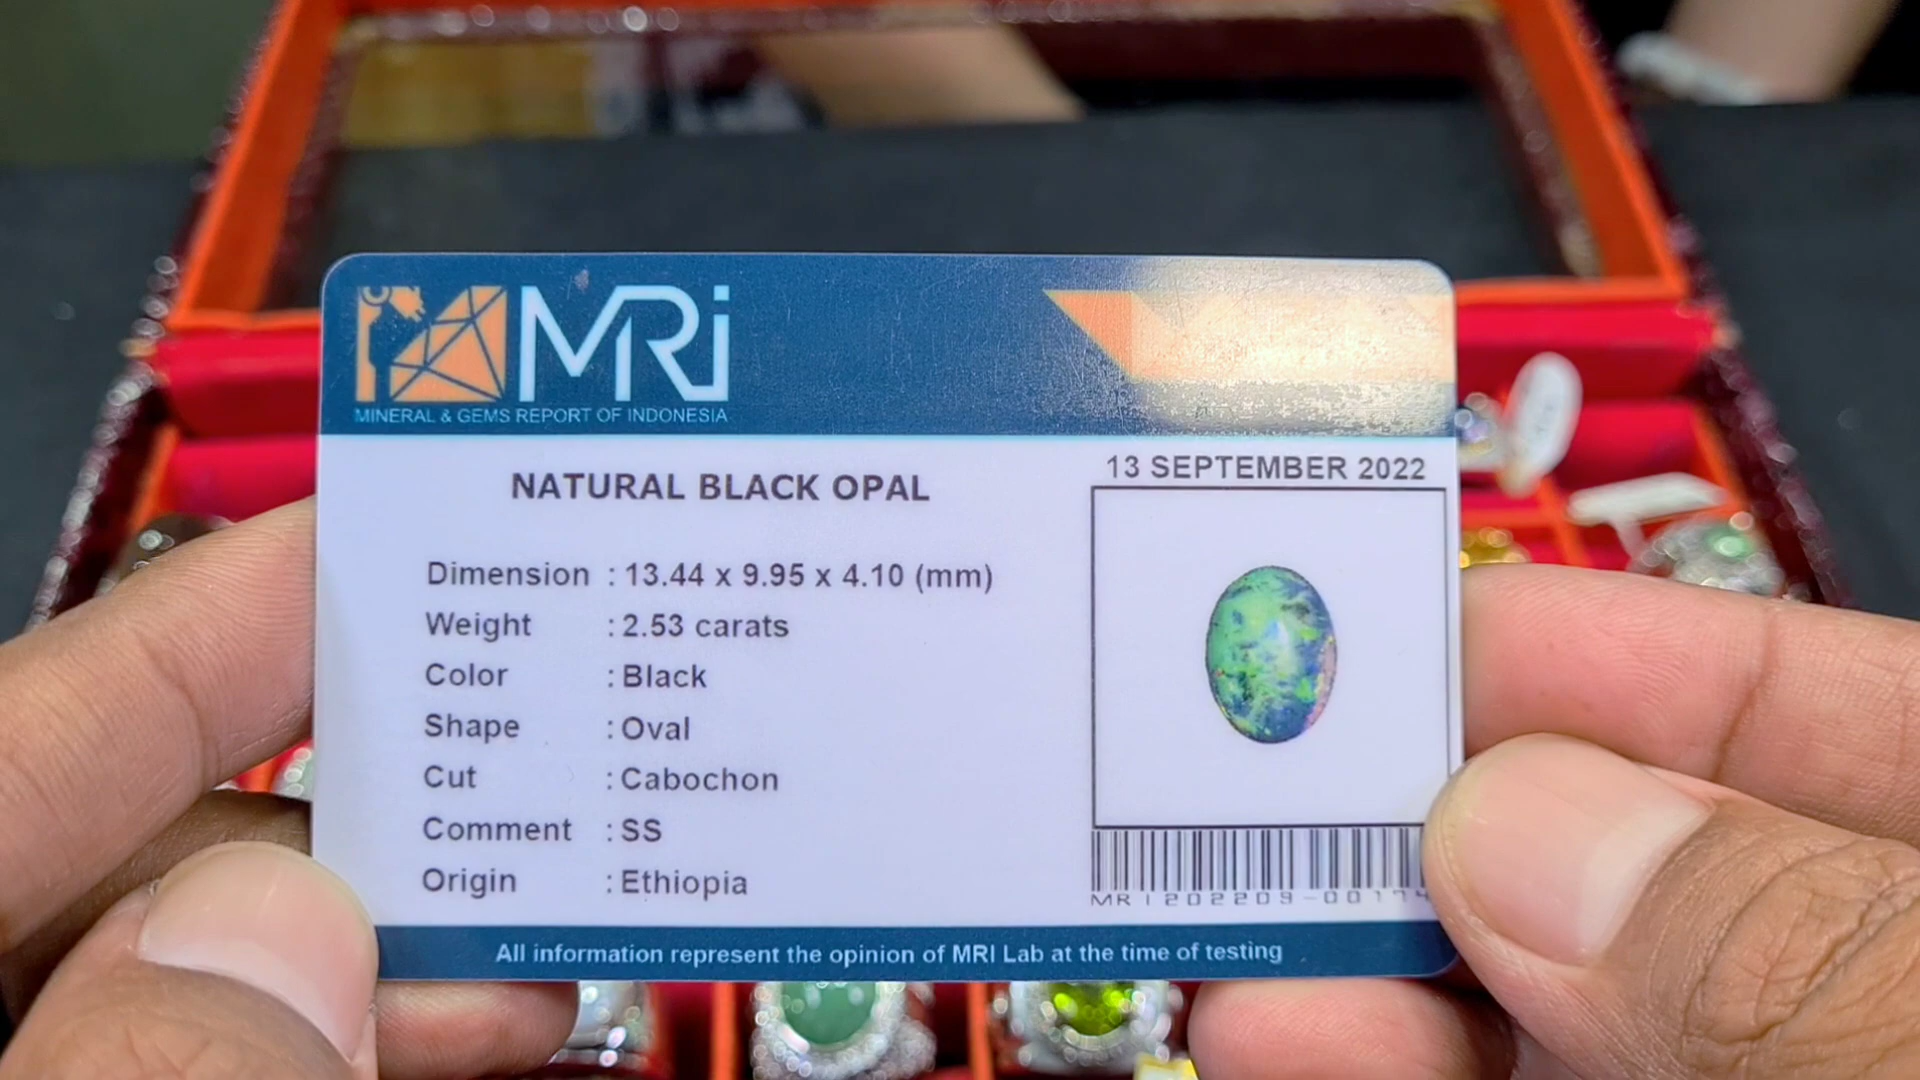 MRi
MINERAL & GEMS REPORT OF INDONESIA
13 SEPTEMBER 2022
NATURAL BLACK OPAL
Dimension : 13.44 x 9.95 x 4.10 (mm)
Weight : 2.53 carats
Color : Black
Shape : Oval
Cut : Cabochon
Comment : SS
Origin : Ethiopia
MRI202209-00174
All information represent the opinion of MRI Lab at the time of testing